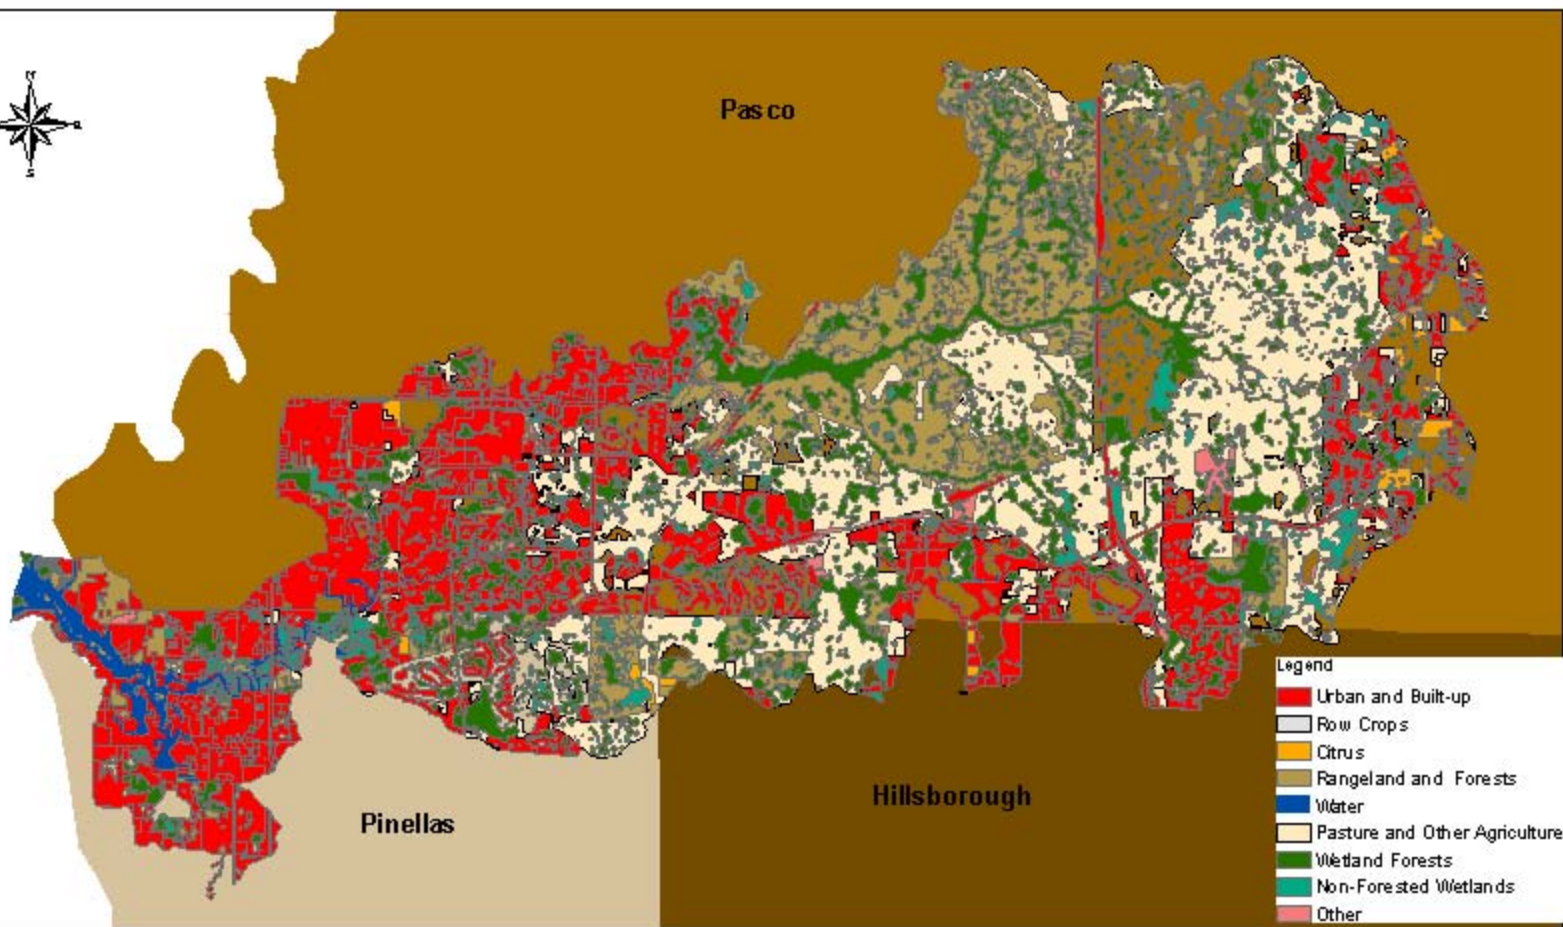 N
S
Pasco
Pinellas
Hillsborough
Legend
Urban and Built-up
Row Crops
Citrus
Rangeland and Forests
Water
Pasture and Other Agriculture
Wetland Forests
Non-Forested Wetlands
Other